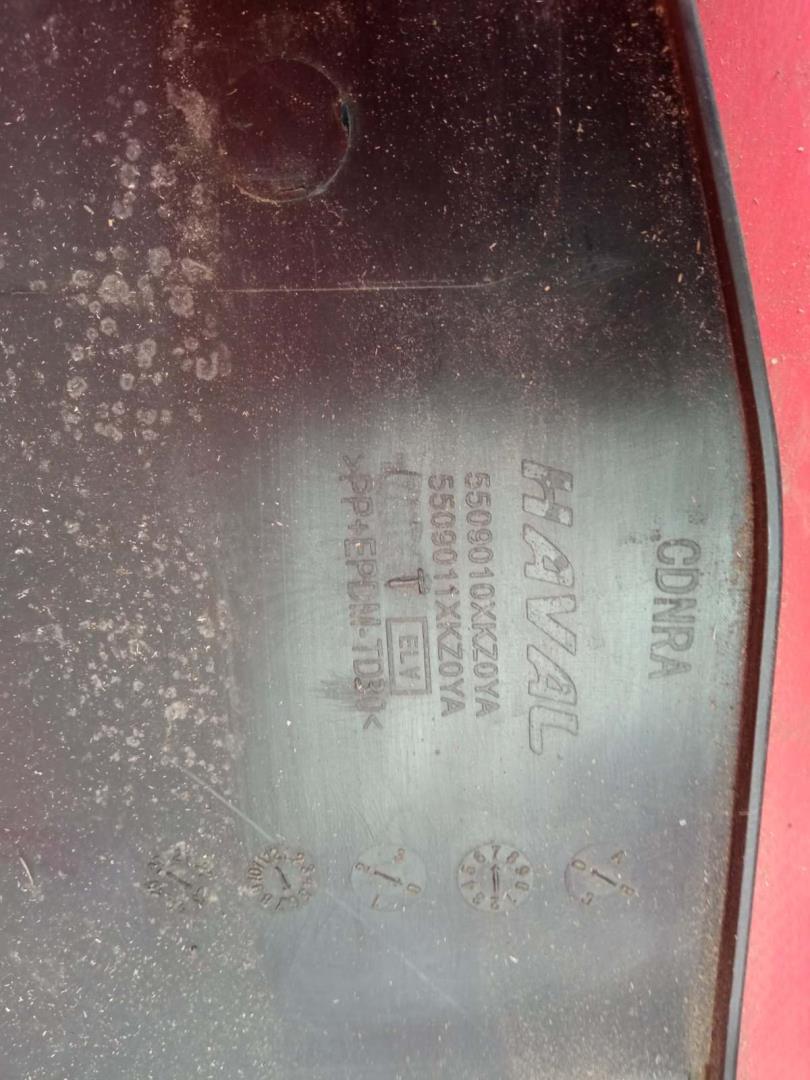 CDNRA
HAVAL
5509010XKZ0YA
5509011XKZ0YA
ELV
>PP+EPDM-TD30<